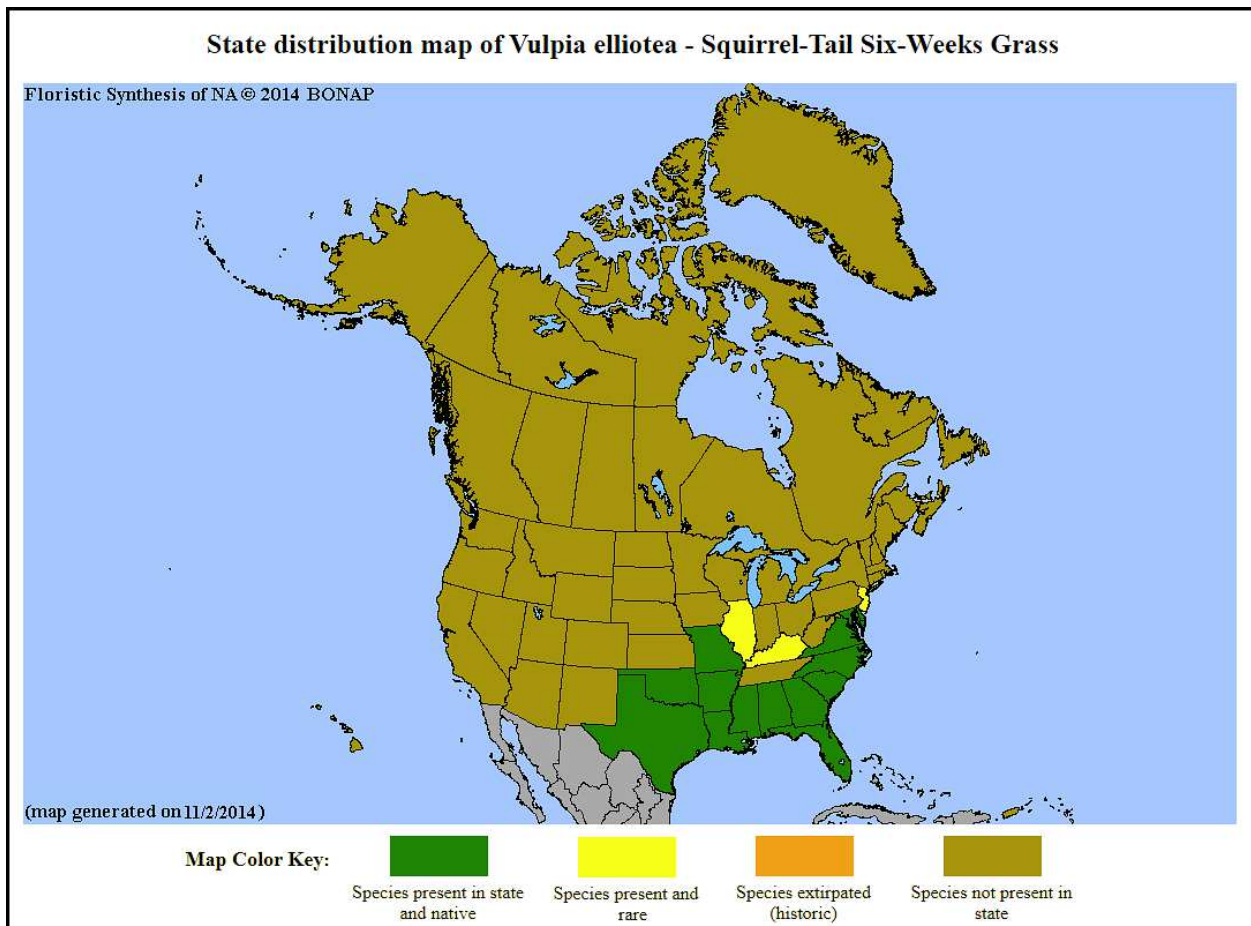 State distribution map of Vulpia elliotea - Squirrel-Tail Six-Weeks Grass
Floristic Synthesis of NA © 2014 BONAP
(map generated on 11/2/2014)
Map Color Key:
Species present in state
and native
Species present and
rare
Species extirpated
(historic)
Species not present in
state